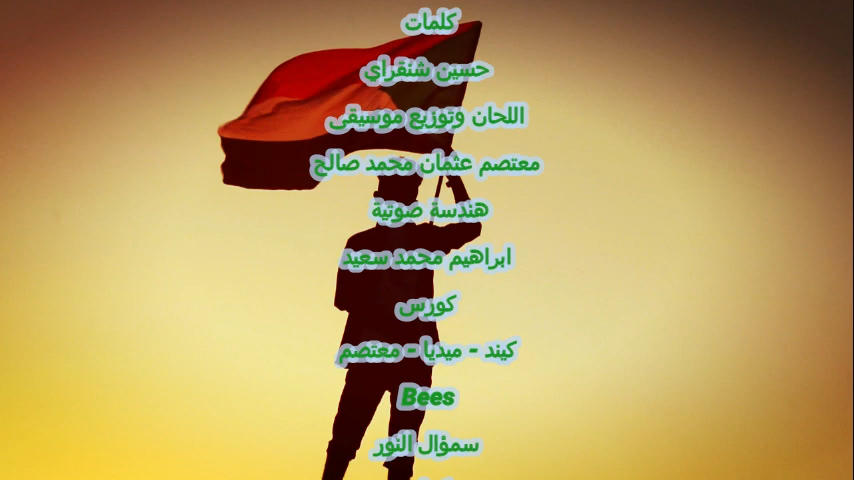 كلمات
حسين شنقراي
اللحان وتوزيع موسيقى
معتصم عثمان محمد صالح
هندسة صوتية
ابراهيم محمد سعيد
كورس
كيند - ميديا - معتصم
Bees
سمؤال النور